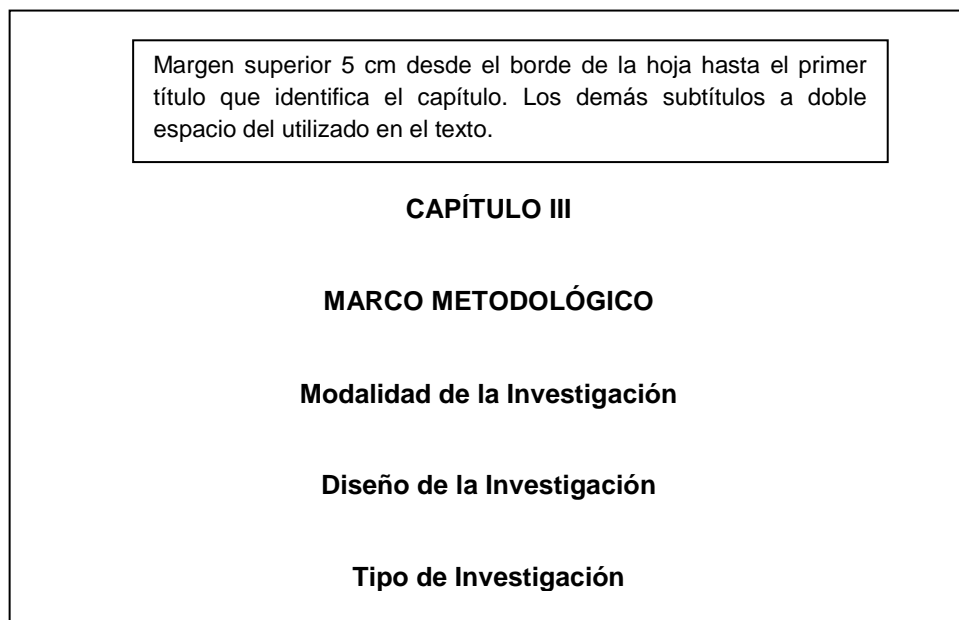 Margen superior 5 cm desde el borde de la hoja hasta el primer
título que identifica el capítulo. Los demás subtítulos a doble
espacio del utilizado en el texto.
CAPÍTULO III
MARCO METODOLÓGICO
Modalidad de la Investigación
Diseño de la Investigación
Tipo de Investigación